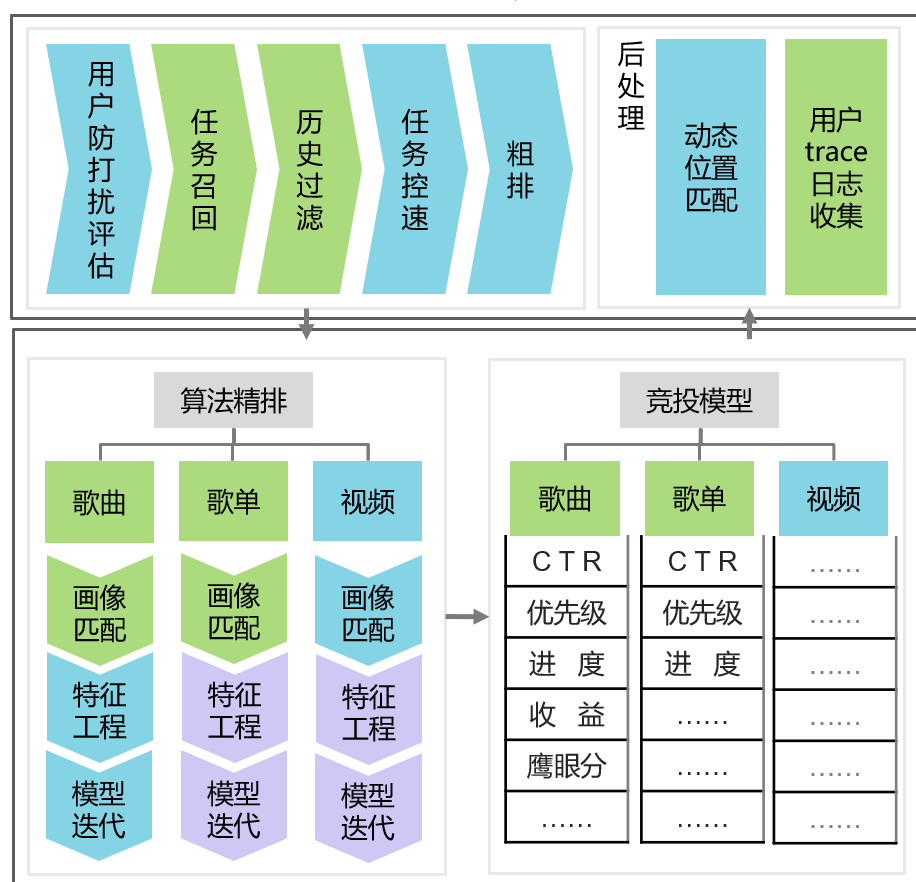 用户防打扰评估
任务召回
历史过滤
任务控速
粗排
后处理
动态
位置
匹配
用户
trace
日志
收集
算法精排
歌曲
歌单
视频
画像
匹配
画像
匹配
画像
匹配
特征
工程
特征
工程
特征
工程
模型
迭代
模型
迭代
模型
迭代
竞投模型
歌曲
歌单
视频
CTR
CTR
......
优先级
优先级
......
进 度
进 度
......
收 益
......
......
鹰眼分
......
......
......
......
......